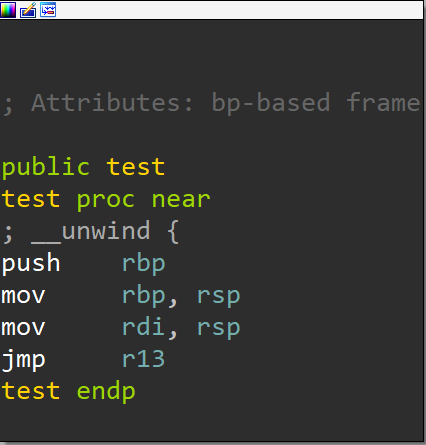 ; Attributes: bp-based frame
public test
test proc near
; __unwind {
push    rbp
mov     rbp, rsp
mov     rdi, rsp
jmp     r13
test endp